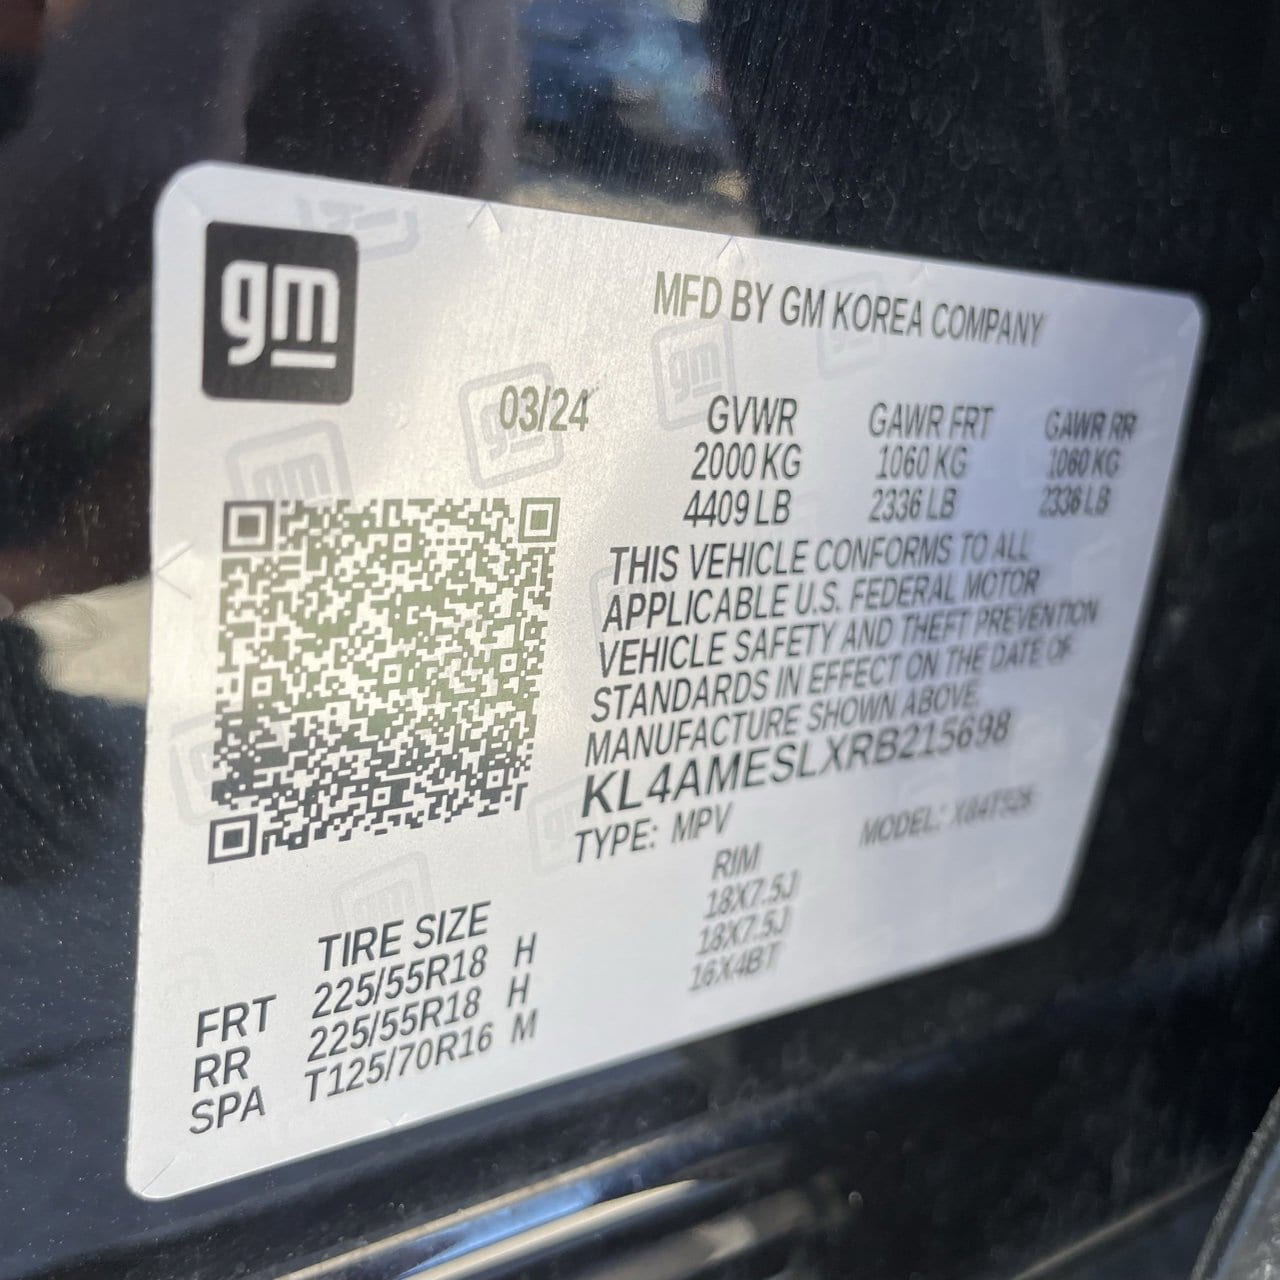 gm
MFD BY GM KOREA COMPANY
03/24
GVWR GAWR FRT GAWR RR
2000 KG 1060 KG 1060 KG
4409 LB 2336 LB 2336 LB
THIS VEHICLE CONFORMS TO ALL
APPLICABLE U.S. FEDERAL MOTOR
VEHICLE SAFETY AND THEFT PREVENTION
STANDARDS IN EFFECT ON THE DATE OF
MANUFACTURE SHOWN ABOVE.
KL4AMESLXRB215698
TYPE: MPV MODEL:
TIRE SIZE RIM
FRT 225/55R18 H 18X7.5J
RR 225/55R18 H 18X7.5J
SPA T125/70R16 M 16X4BT